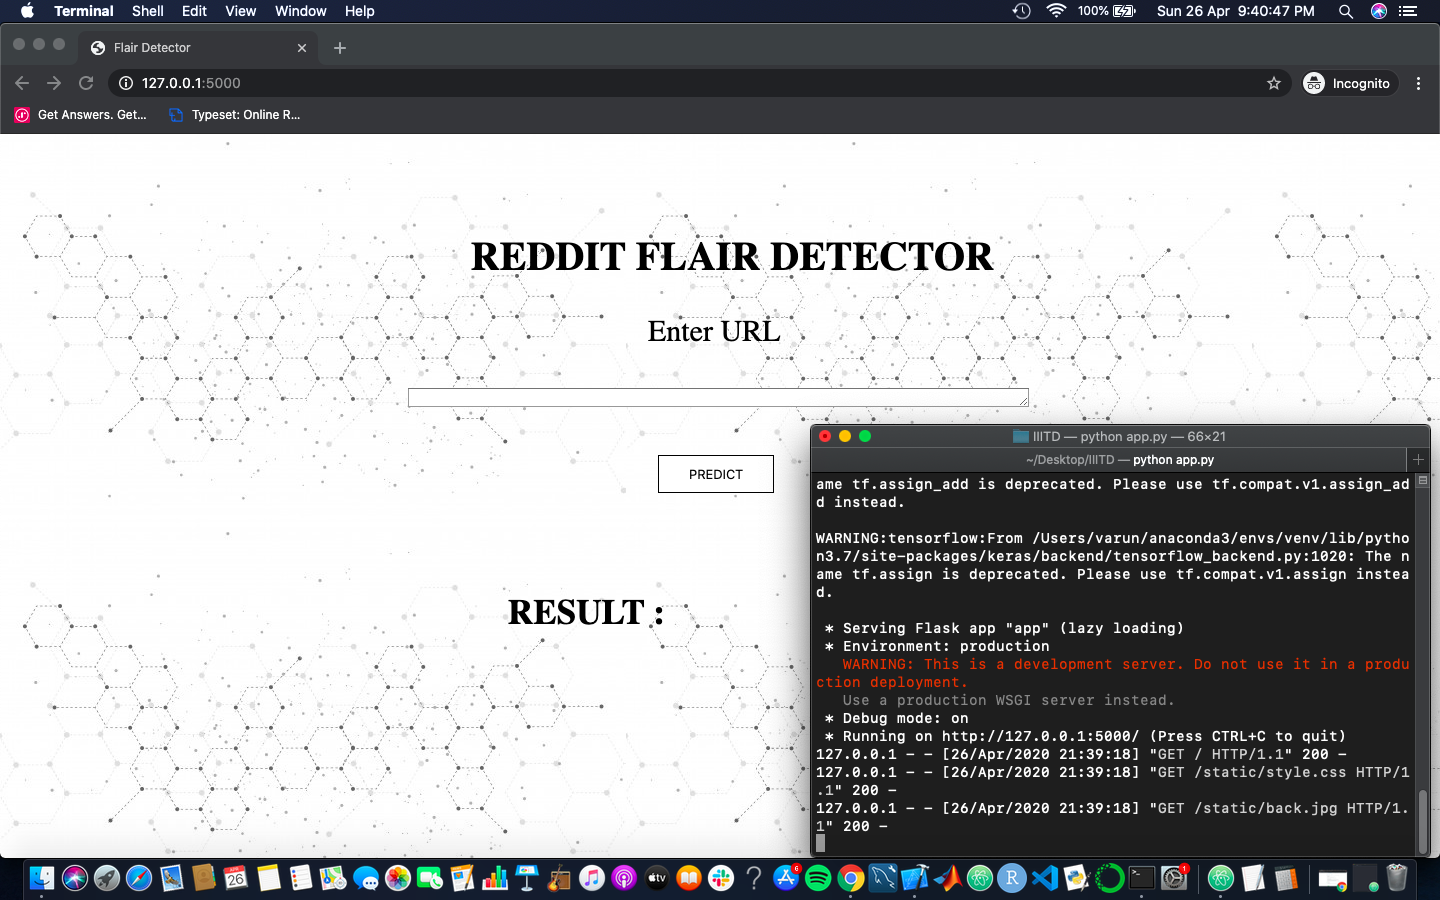 Terminal Shell Edit View Window Help 100% Sun 26 Apr 9:40:47 PM
Flair Detector
127.0.0.1:5000 Incognito
Get Answers. Get... Typeset: Online R...
REDDIT FLAIR DETECTOR
Enter URL
PREDICT
RESULT :
IIITD — python app.py — 66×21
~/Desktop/IIITD — python app.py
ame tf.assign_add is deprecated. Please use tf.compat.v1.assign_ad
d instead.
WARNING:tensorflow:From /Users/varun/anaconda3/envs/venv/lib/pytho
n3.7/site-packages/keras/backend/tensorflow_backend.py:1020: The n
ame tf.assign is deprecated. Please use tf.compat.v1.assign instea
d.
* Serving Flask app "app" (lazy loading)
* Environment: production
WARNING: This is a development server. Do not use it in a produ
ction deployment.
Use a production WSGI server instead.
* Debug mode: on
* Running on http://127.0.0.1:5000/ (Press CTRL+C to quit)
127.0.0.1 - - [26/Apr/2020 21:39:18] "GET / HTTP/1.1" 200 -
127.0.0.1 - - [26/Apr/2020 21:39:18] "GET /static/style.css HTTP/1
.1" 200 -
127.0.0.1 - - [26/Apr/2020 21:39:18] "GET /static/back.jpg HTTP/1.
1" 200 -
APR
26
tv
R